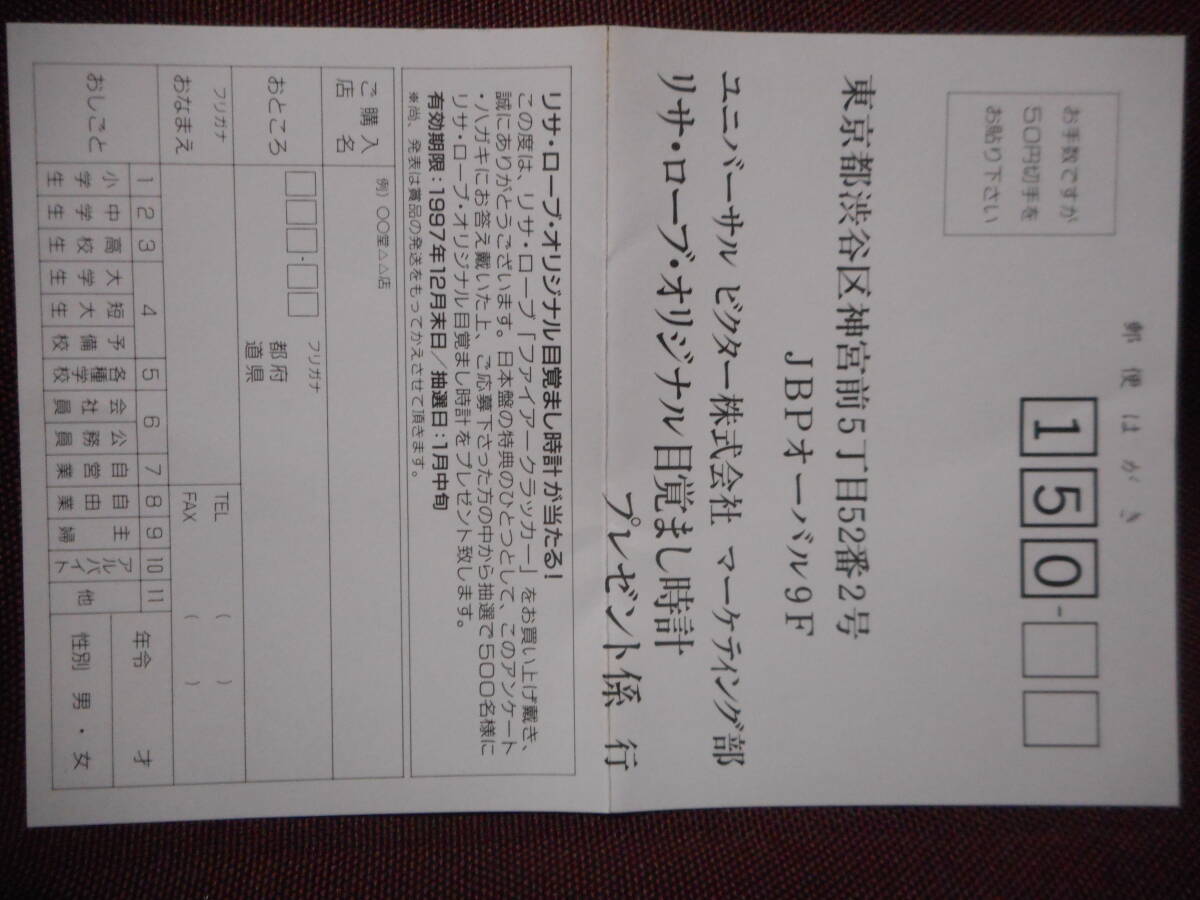 郵便はがき
150-
お手数ですが
50円切手を
お貼り下さい
東京都渋谷区神宮前5丁目52番2号
JBPオーバル9F
ユニバーサル ビクター株式会社 マーケティング部
リサ・ローブ・オリジナル目覚まし時計
プレゼント係 行
リサ・ローブ・オリジナル目覚まし時計が当たる!
この度は、リサ・ローブ「ファイアークラッカー」をお買い上げ戴き、
誠にありがとうございます。日本盤の特典のひとつとして、このアンケート
・ハガキにお答え戴いた上、ご応募下さった方の中から抽選で500名様に
リサ・ローブ・オリジナル目覚まし時計をプレゼント致します。
有効期限:1997年12月末日/抽選日:1月中旬
※尚、発表は賞品の発送をもってかえさせて頂きます。
ご購入
店名
例)○○堂△△店
おところ
フリガナ
都府
道県
フリガナ
おなまえ
TEL ( )
FAX ( )
おしごと
1 2 3 4 5 6 7 8 9 10 11
小学生
中学生
高校生
大学生
短大生
予備校
各種学校
会社員
公務員
自営業
自由業
主婦
アルバイト
他
年令 才
性別 男・女